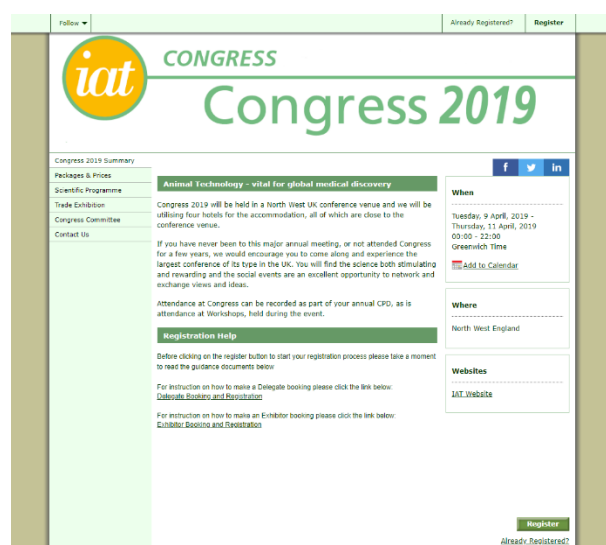 Follow
Already Registered?
Register
iat
CONGRESS
Congress 2019
Congress 2019 Summary
Packages & Prices
Scientific Programme
Trade Exhibition
Congress Committee
Contact Us
Animal Technology - vital for global medical discovery
Congress 2019 will be held in a North West UK conference venue and we will be
utilising four hotels for the accommodation, all of which are close to the
conference venue.
If you have never been to this major annual meeting, or not attended Congress
for a few years, we would encourage you to come along and experience the
largest conference of its type in the UK. You will find the science both stimulating
and rewarding and the social events are an excellent opportunity to network and
exchange views and ideas.
Attendance at Congress can be recorded as part of your annual CPD, as is
attendance at Workshops, held during the event.
Registration Help
Before clicking on the register button to start your registration process please take a moment
to read the guidance documents below
For instruction on how to make a Delegate booking please click the link below:
Delegate Booking and Registration
For instruction on how to make an Exhibitor booking please click the link below:
Exhibitor Booking and Registration
f
in
When
Tuesday, 9 April, 2019 -
Thursday, 11 April, 2019
00:00 - 22:00
Greenwich Time
Add to Calendar
Where
North West England
Websites
IAT Website
Register
Already Registered?